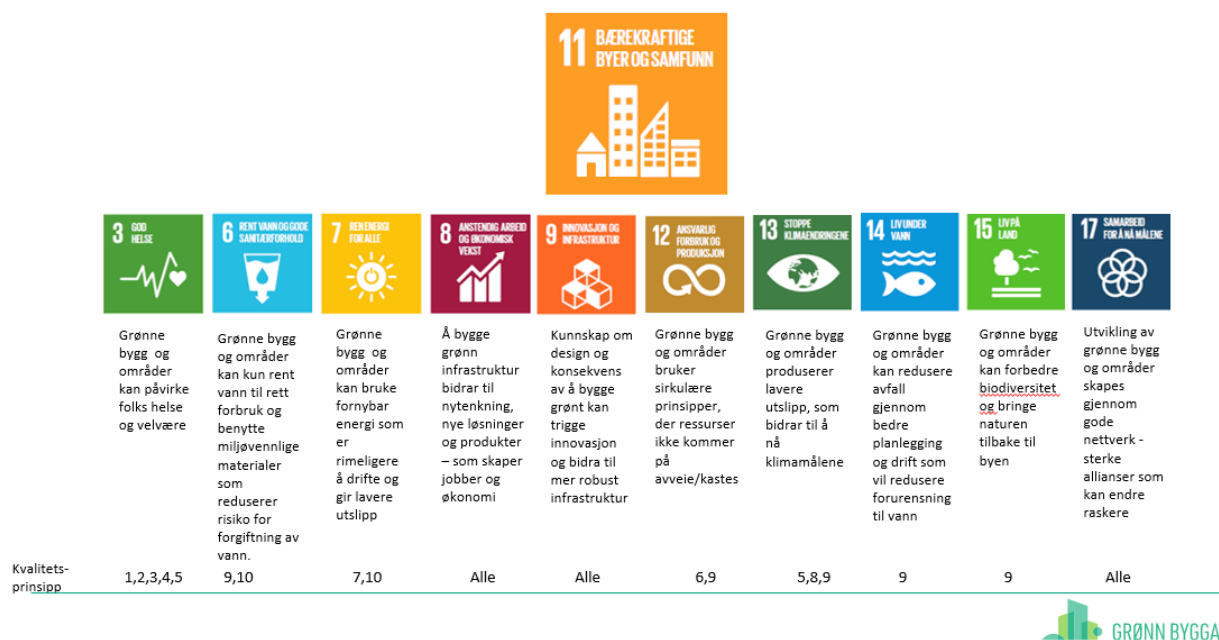 11 BÆREKRAFTIGE
BYER OG SAMFUNN
3 GOD
HELSE
6 RENT VANN OG GODE
SANITÆRFORHOLD
7 REN ENERGI
FOR ALLE
8 ANSTENDIG ARBEID
OG ØKONOMISK
VEKST
9 INNOVASJON OG
INFRASTRUKTUR
12 ANSVARLIG
FORBRUK OG
PRODUKSJON
13 STOPPE
KLIMAENDRINGENE
14 LIV UNDER
VANN
15 LIV PÅ
LAND
17 SAMARBEID
FOR Å NÅ MÅLENE
Grønne
bygg og
områder
kan påvirke
folks helse
og velvære
Grønne bygg
og områder
kan kun rent
vann til rett
forbruk og
benytte
miljøvennlige
materialer
som
reduserer
risiko for
forgiftning av
vann.
Grønne
bygg og
områder
kan bruke
fornybar
energi som
er
rimeligere
å drifte og
gir lavere
utslipp
Å bygge
grønn
infrastruktur
bidrar til
nytenkning,
nye løsninger
og produkter
– som skaper
jobber og
økonomi
Kunnskap om
design og
konsekvens
av å bygge
grønt kan
trigge
innovasjon
og bidra til
mer robust
infrastruktur
Grønne bygg
og områder
bruker
sirkulære
prinsipper,
der ressurser
ikke kommer
på
avveie/kastes
Grønne bygg
og områder
produserer
lavere
utslipp, som
bidrar til å
nå
klimamålene
Grønne bygg
og områder
kan redusere
avfall
gjennom
bedre
planlegging
og drift som
vil redusere
forurensning
til vann
Grønne bygg
og områder
kan forbedre
biodiversitet
og bringe
naturen
tilbake til
byen
Utvikling av
grønne bygg
og områder
skapes
gjennom
gode
nettverk -
sterke
allianser som
kan endre
raskere
Kvalitets-
prinsipp
1,2,3,4,5
9,10
7,10
Alle
Alle
6,9
5,8,9
9
9
Alle
GRØNN BYGGA